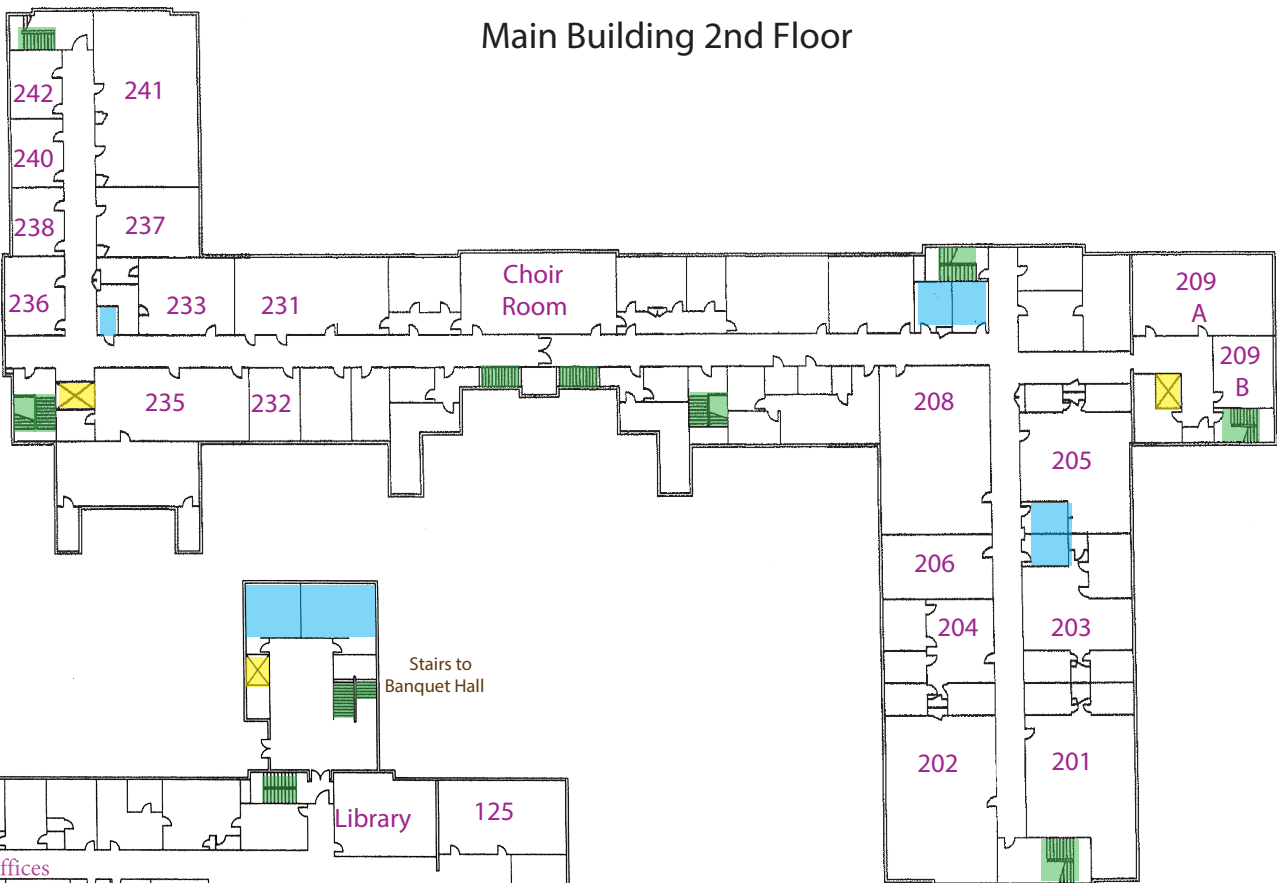 Main Building 2nd Floor
242
241
240
238
237
236
233
231
Choir
Room
209
A
209
B
235
232
208
205
206
204
203
202
201
Stairs to
Banquet Hall
Library
125
ffices